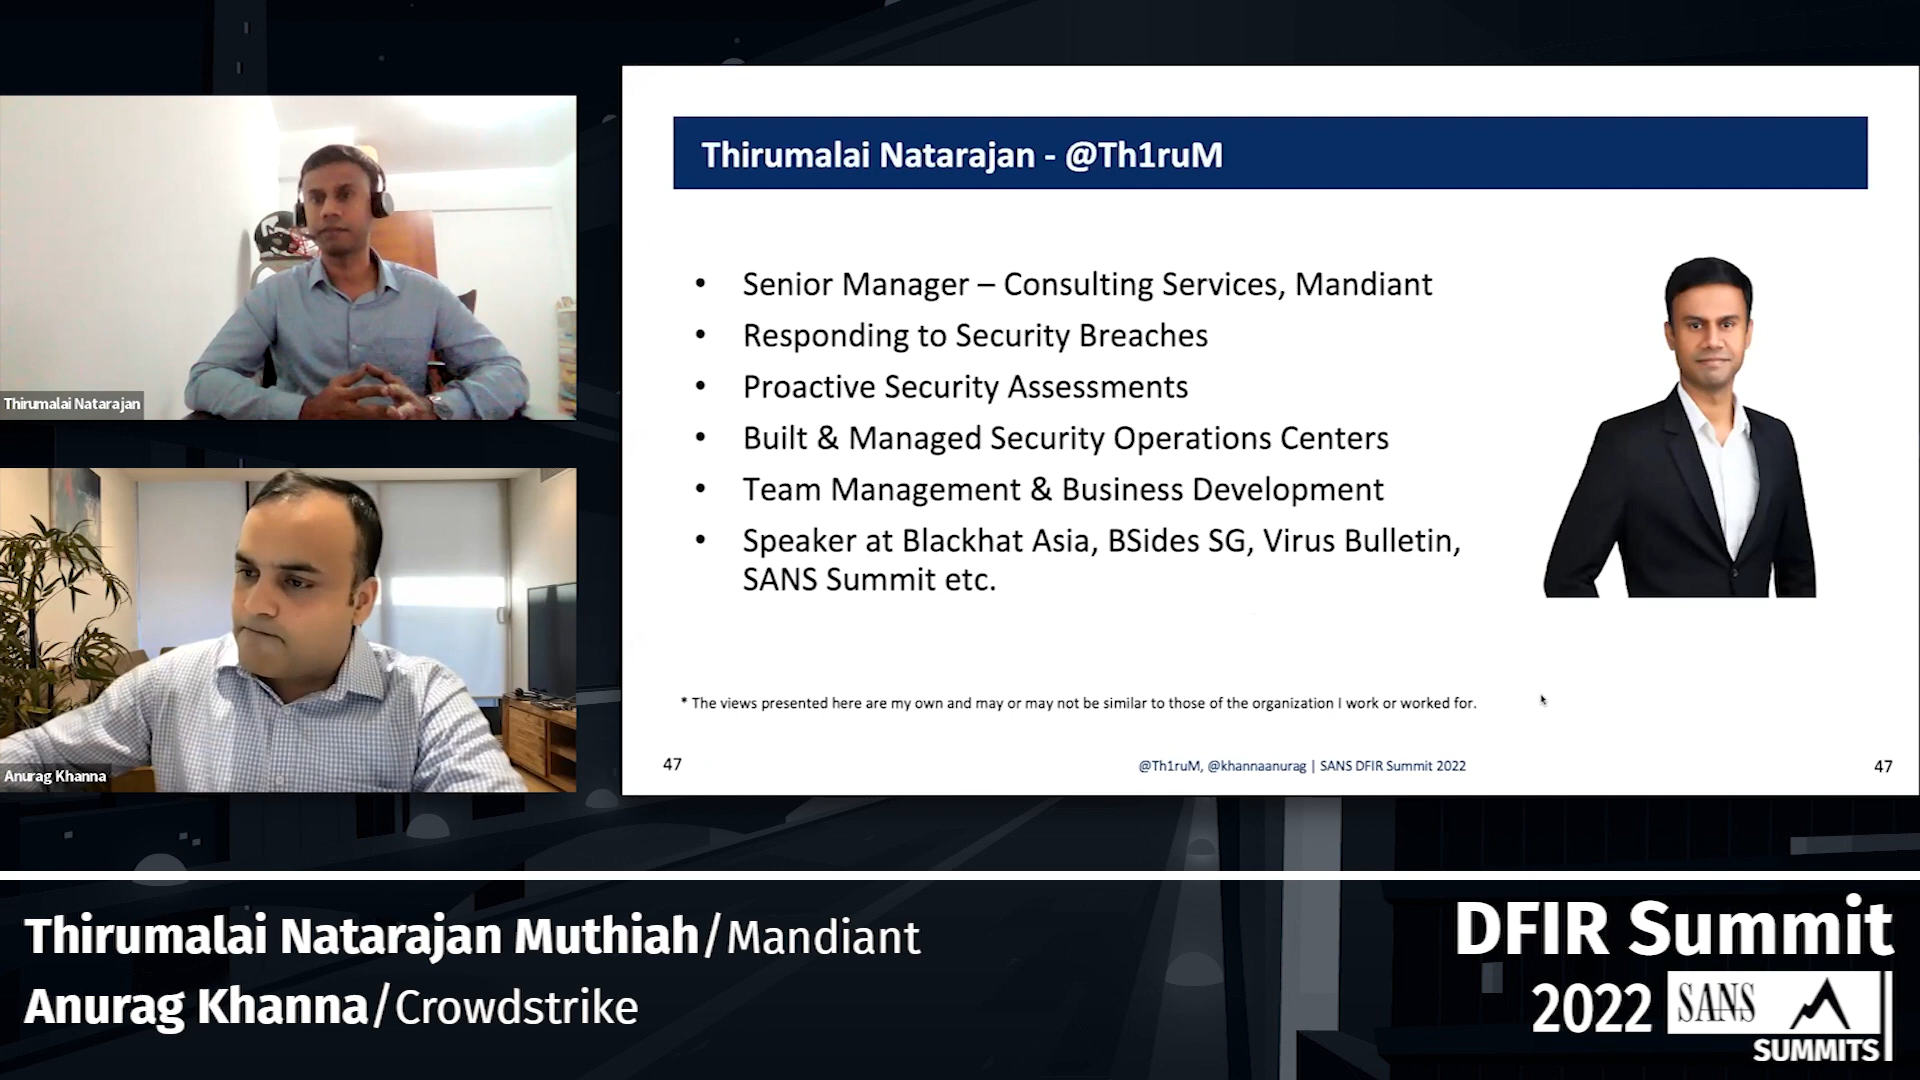 Thirumalai Natarajan - @Th1ruM
• Senior Manager – Consulting Services, Mandiant
• Responding to Security Breaches
• Proactive Security Assessments
• Built & Managed Security Operations Centers
• Team Management & Business Development
• Speaker at Blackhat Asia, BSides SG, Virus Bulletin,
SANS Summit etc.
* The views presented here are my own and may or may not be similar to those of the organization I work or worked for.
47
@Th1ruM, @khannaanurag | SANS DFIR Summit 2022
47
Thirumalai Natarajan
Anurag Khanna
Thirumalai Natarajan Muthiah/Mandiant
Anurag Khanna/Crowdstrike
DFIR Summit
2022 SANS
SUMMITS